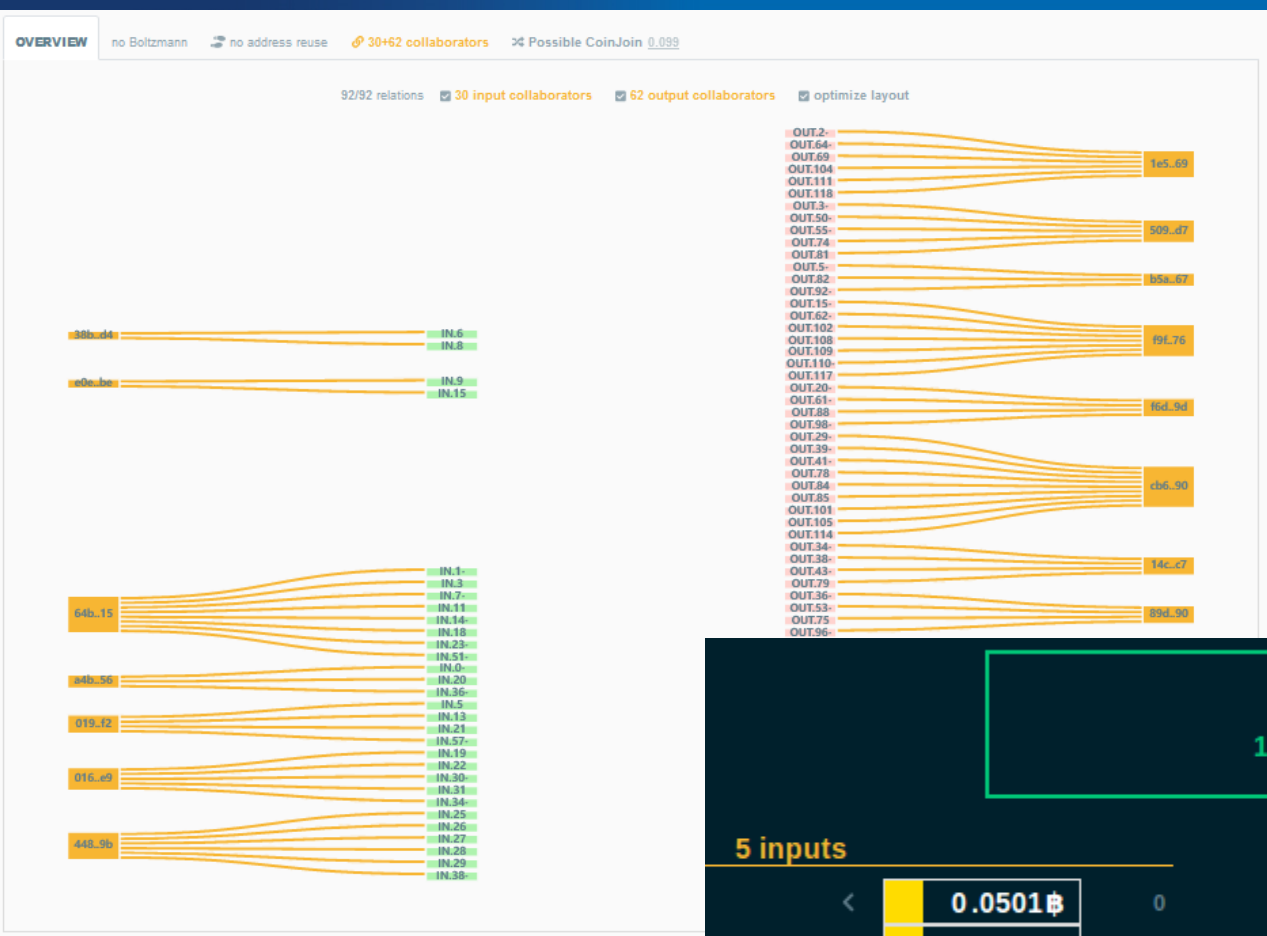 OVERVIEW no Boltzmann no address reuse 30+62 collaborators Possible CoinJoin 0.099
92/92 relations 30 input collaborators 62 output collaborators optimize layout
OUT.2-
OUT.64-
OUT.69
OUT.104
OUT.111
OUT.118
1e5..69
OUT.3-
OUT.50-
OUT.55-
OUT.74
OUT.81
509..d7
OUT.5-
OUT.82
OUT.92-
b5a..67
OUT.15-
OUT.62-
OUT.102
OUT.108
OUT.109
OUT.110-
OUT.117
f9f..76
OUT.20-
OUT.61-
OUT.88
OUT.98-
f6d..9d
OUT.29-
OUT.39-
OUT.41-
OUT.78
OUT.84
OUT.85
OUT.101
OUT.105
OUT.114
cb6..90
OUT.34-
OUT.38-
OUT.43-
OUT.79
14c..c7
OUT.36-
OUT.53-
OUT.75
OUT.96-
89d..90
38b..d4
IN.6
IN.8
e0e..be
IN.9
IN.15
64b..15
IN.1-
IN.3
IN.7-
IN.11
IN.14-
IN.18
IN.23-
IN.51-
a4b..56
IN.0-
IN.20
IN.36-
019..f2
IN.5
IN.13
IN.21
IN.57-
016..e9
IN.19
IN.22
IN.30-
IN.31
IN.34-
448..9b
IN.25
IN.26
IN.27
IN.28
IN.29
IN.38-
1
5 inputs
< 0.0501฿ 0